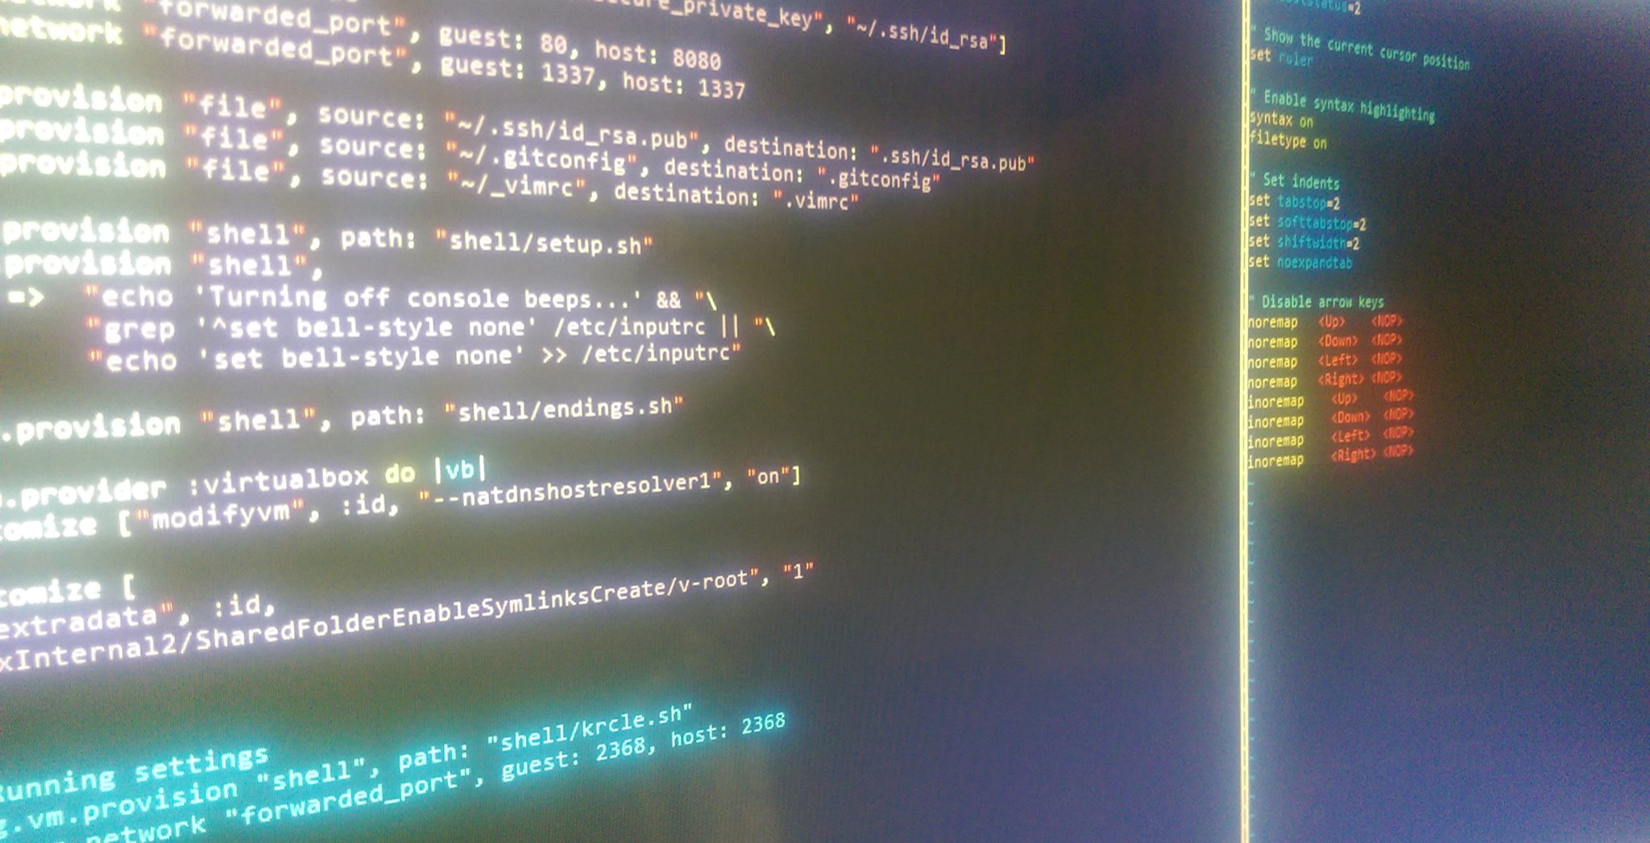 _private_key", "~/.ssh/id_rsa"]
"forwarded_port", guest: 80, host: 8080
network "forwarded_port", guest: 1337, host: 1337
provision "file", source: "~/.ssh/id_rsa.pub", destination: ".ssh/id_rsa.pub"
provision "file", source: "~/.gitconfig", destination: ".gitconfig"
provision "file", source: "~/_vimrc", destination: ".vimrc"
provision "shell", path: "shell/setup.sh"
.provision "shell",
=> "echo 'Turning off console beeps...' && "\
"grep '^set bell-style none' /etc/inputrc || "\
"echo 'set bell-style none' >> /etc/inputrc"
.provision "shell", path: "shell/endings.sh"
.provider :virtualbox do |vb|
tomize ["modifyvm", :id, "--natdnshostresolver1", "on"]
tomize [
extradata", :id,
xInternal2/SharedFolderEnableSymlinksCreate/v-root", "1"
unning settings
g.vm.provision "shell", path: "shell/krcle.sh"
network "forwarded_port", guest: 2368, host: 2368
=2
" Show the current cursor position
set ruler
" Enable syntax highlighting
syntax on
filetype on
" Set indents
set tabstop=2
set softtabstop=2
set shiftwidth=2
set noexpandtab
" Disable arrow keys
noremap <Up> <NOP>
noremap <Down> <NOP>
noremap <Left> <NOP>
noremap <Right> <NOP>
inoremap <Up> <NOP>
inoremap <Down> <NOP>
inoremap <Left> <NOP>
inoremap <Right> <NOP>